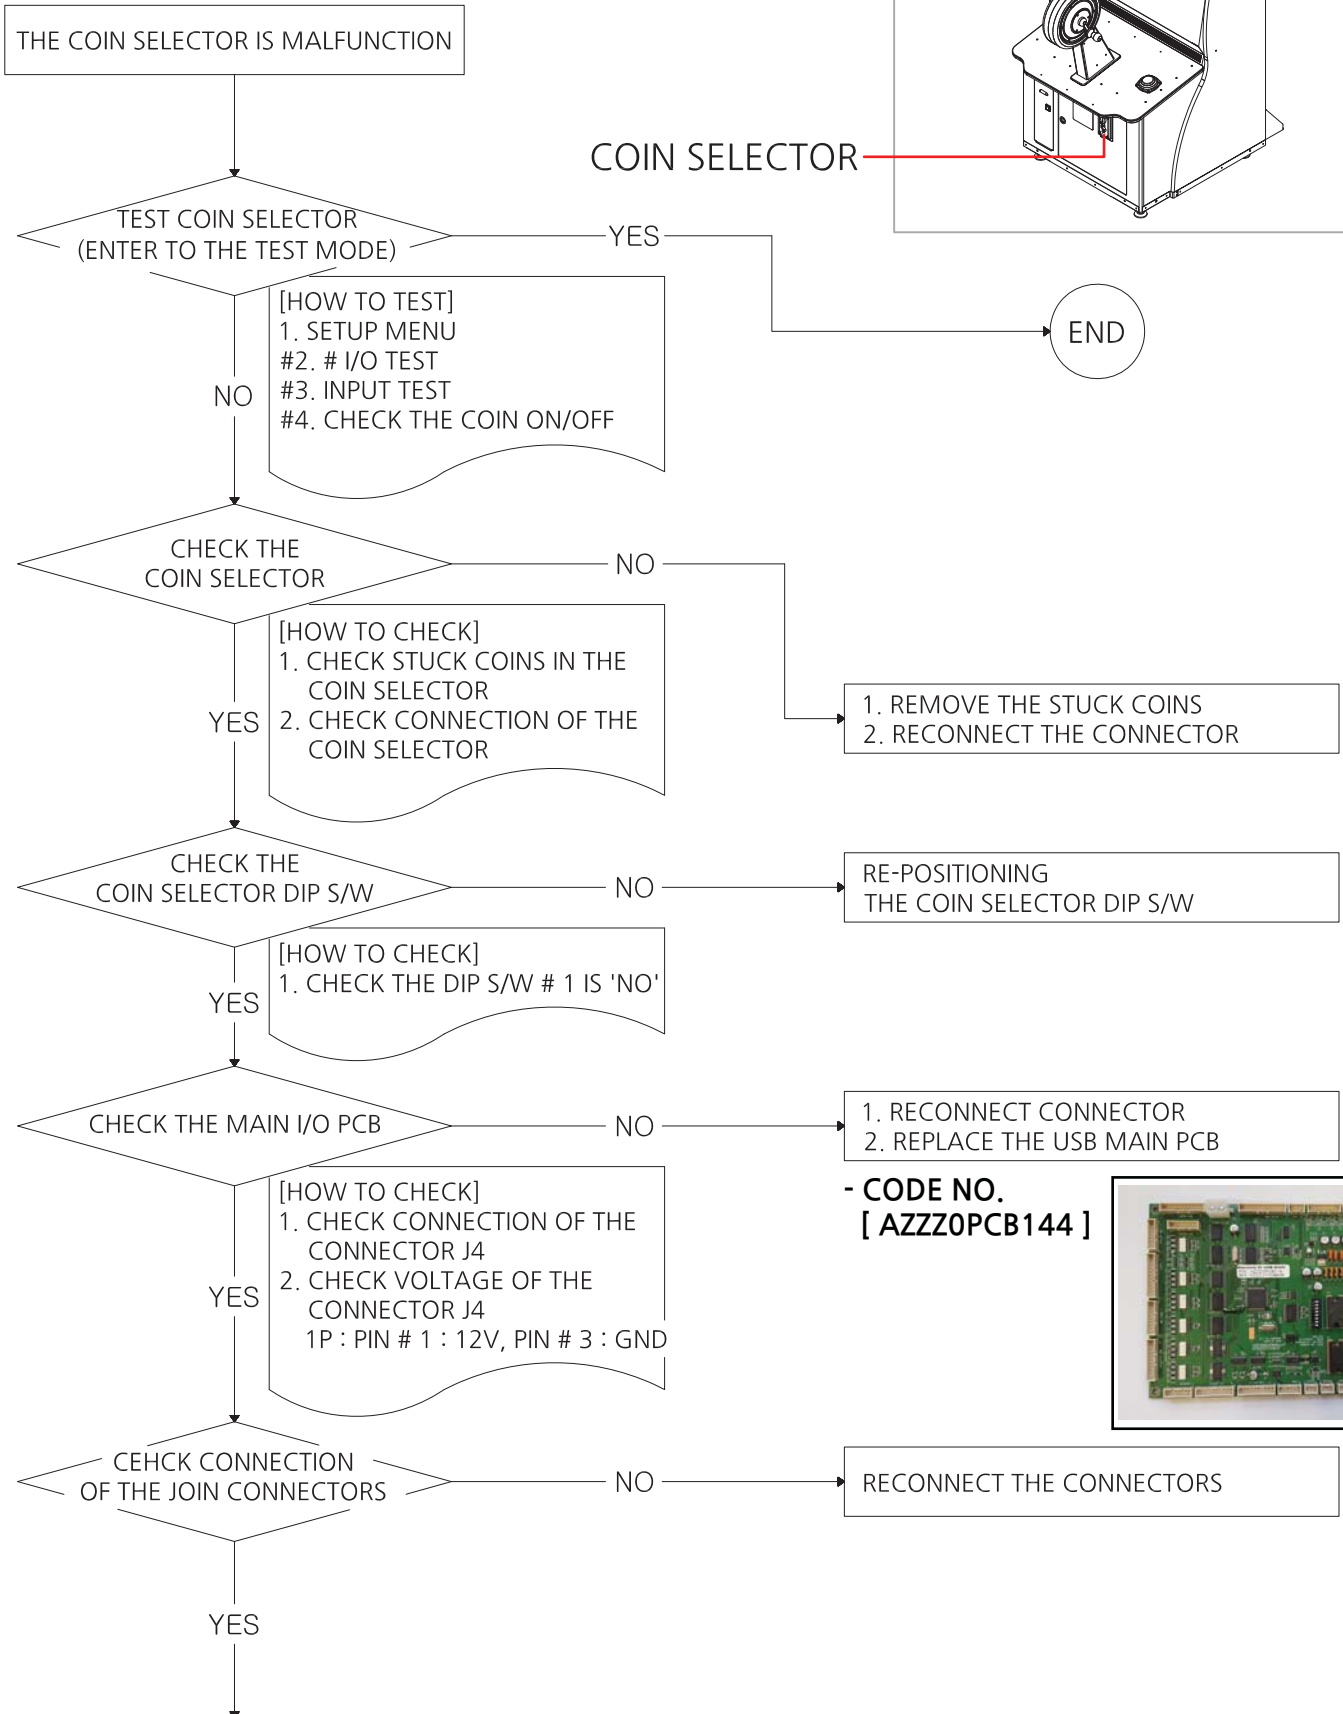 THE COIN SELECTOR IS MALFUNCTION
COIN SELECTOR
TEST COIN SELECTOR
(ENTER TO THE TEST MODE)
YES
END
[HOW TO TEST]
1. SETUP MENU
#2. # I/O TEST
#3. INPUT TEST
#4. CHECK THE COIN ON/OFF
NO
CHECK THE
COIN SELECTOR
NO
[HOW TO CHECK]
1. CHECK STUCK COINS IN THE
COIN SELECTOR
2. CHECK CONNECTION OF THE
COIN SELECTOR
YES
1. REMOVE THE STUCK COINS
2. RECONNECT THE CONNECTOR
CHECK THE
COIN SELECTOR DIP S/W
NO
RE-POSITIONING
THE COIN SELECTOR DIP S/W
[HOW TO CHECK]
1. CHECK THE DIP S/W # 1 IS 'NO'
YES
CHECK THE MAIN I/O PCB
NO
1. RECONNECT CONNECTOR
2. REPLACE THE USB MAIN PCB
- CODE NO.
[ AZZZ0PCB144 ]
[HOW TO CHECK]
1. CHECK CONNECTION OF THE
CONNECTOR J4
2. CHECK VOLTAGE OF THE
CONNECTOR J4
1P : PIN # 1 : 12V, PIN # 3 : GND
YES
CEHCK CONNECTION
OF THE JOIN CONNECTORS
NO
RECONNECT THE CONNECTORS
YES